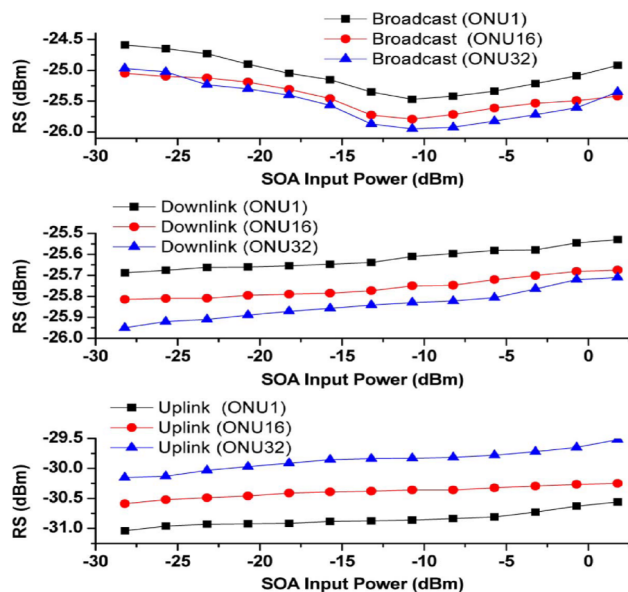 Broadcast (ONU1)
Broadcast (ONU16)
Broadcast (ONU32)
-24.5
-25.0
-25.5
-26.0
RS (dBm)
-30 -25 -20 -15 -10 -5 0
SOA Input Power (dBm)
Downlink (ONU1)
Downlink (ONU16)
Downlink (ONU32)
-25.5
-25.6
-25.7
-25.8
-25.9
-26.0
RS (dBm)
-30 -25 -20 -15 -10 -5 0
SOA Input Power (dBm)
Uplink (ONU1)
Uplink (ONU16)
Uplink (ONU32)
-29.5
-30.0
-30.5
-31.0
RS (dBm)
-30 -25 -20 -15 -10 -5 0
SOA Input Power (dBm)